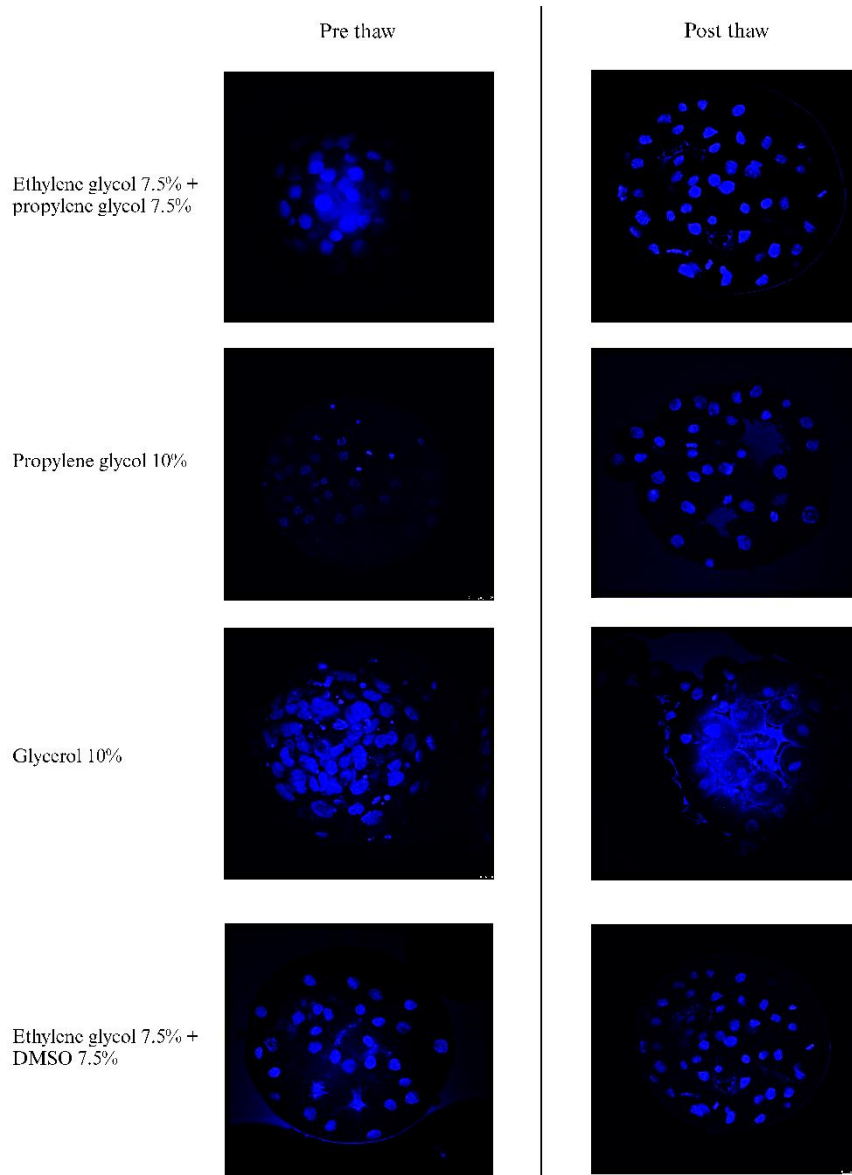 Pre thaw
Post thaw
Ethylene glycol 7.5% +
propylene glycol 7.5%
Propylene glycol 10%
Glycerol 10%
Ethylene glycol 7.5% +
DMSO 7.5%